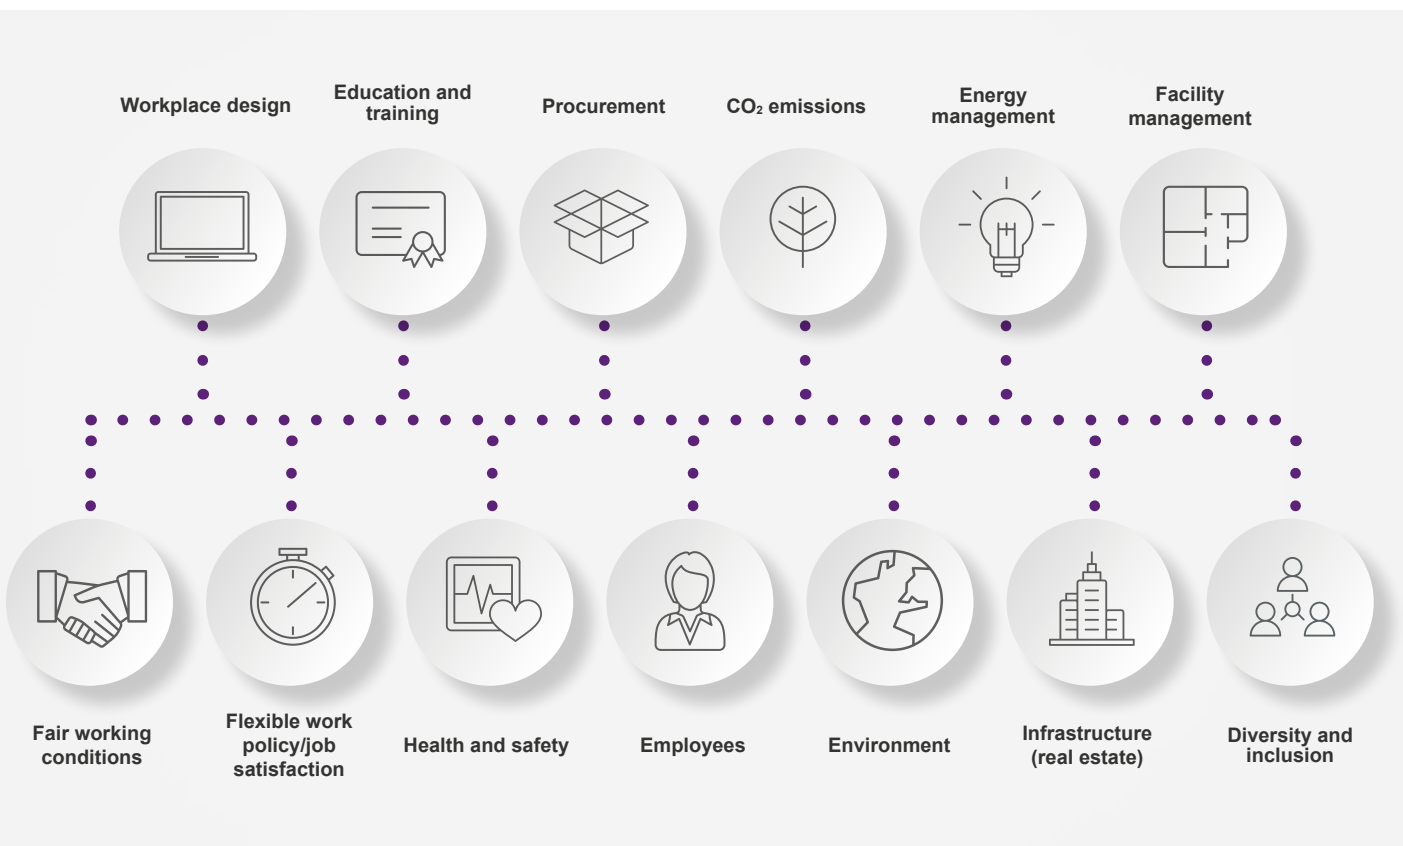 Workplace design
Education and
training
Procurement
CO₂ emissions
Energy
management
Facility
management
Fair working
conditions
Flexible work
policy/job
satisfaction
Health and safety
Employees
Environment
Infrastructure
(real estate)
Diversity and
inclusion